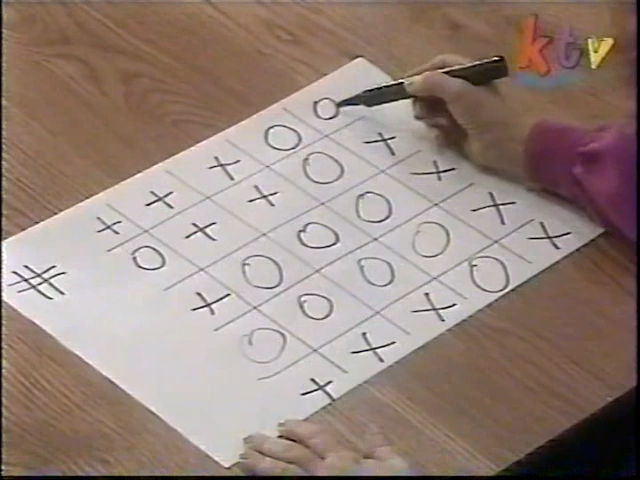 ktv
#
X X X O O
O X X O X
X O O O X
O O O O X
X X X O X